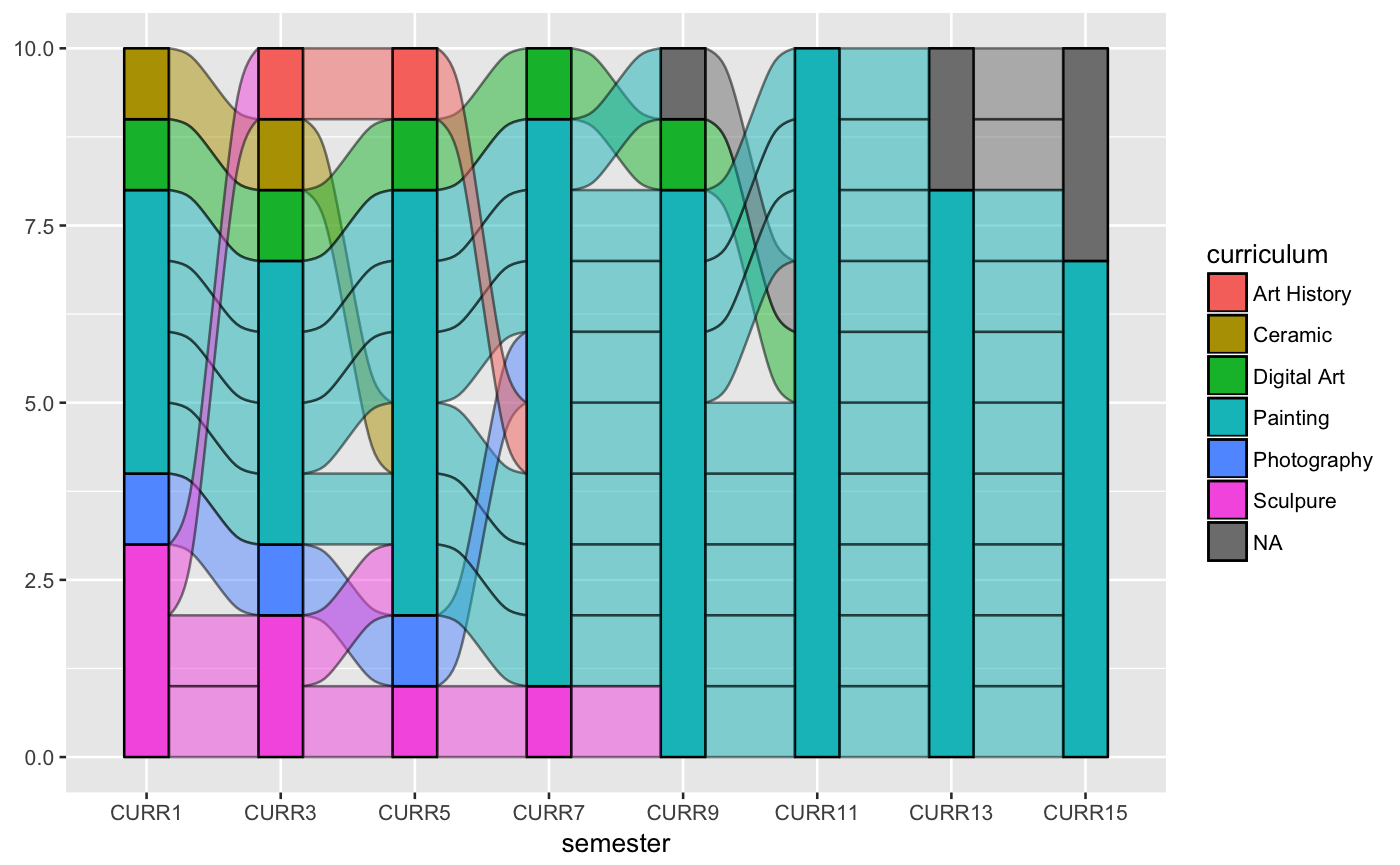 10.0
7.5
5.0
2.5
0.0
CURR1 CURR3 CURR5 CURR7 CURR9 CURR11 CURR13 CURR15
semester
curriculum
Art History
Ceramic
Digital Art
Painting
Photography
Sculpure
NA